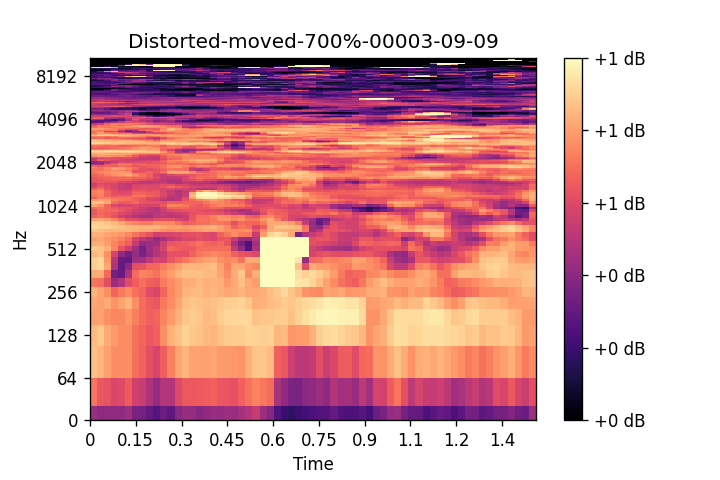 Distorted-moved-700%-00003-09-09
Hz
8192
4096
2048
1024
512
256
128
64
0
0 0.15 0.3 0.45 0.6 0.75 0.9 1.1 1.2 1.4
Time
+1 dB
+1 dB
+1 dB
+0 dB
+0 dB
+0 dB